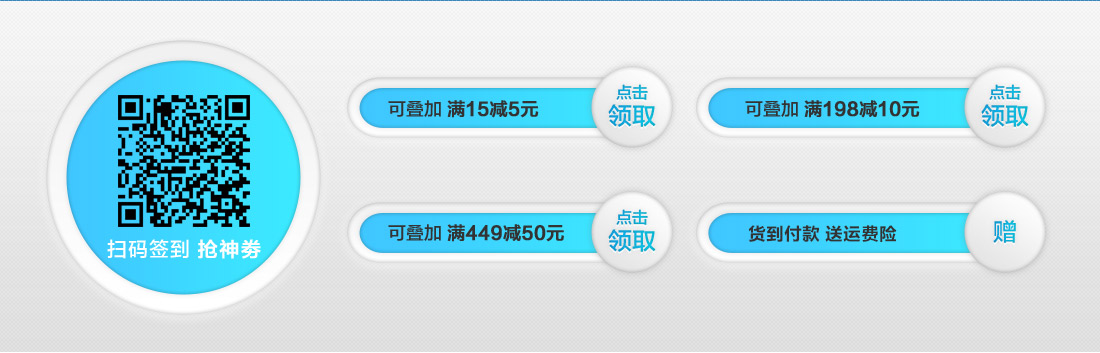 扫码签到 抢神劵
可叠加 满15减5元
点击
领取
可叠加 满198减10元
点击
领取
可叠加 满449减50元
点击
领取
货到付款 送运费险
赠